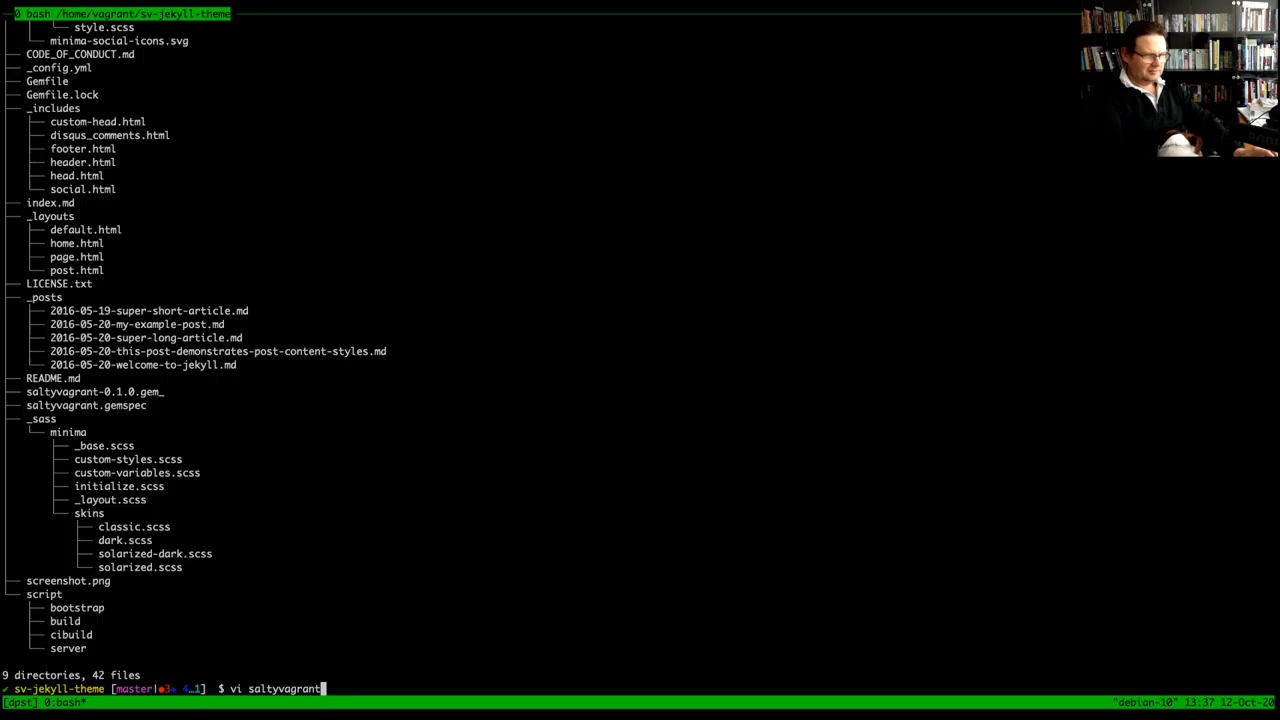 0 bash /home/vagrant/sv-jekyll-theme
│   │   └── style.scss
│   └── minima-social-icons.svg
├── CODE_OF_CONDUCT.md
├── _config.yml
├── Gemfile
├── Gemfile.lock
├── _includes
│   ├── custom-head.html
│   ├── disqus_comments.html
│   ├── footer.html
│   ├── header.html
│   ├── head.html
│   └── social.html
├── index.md
├── _layouts
│   ├── default.html
│   ├── home.html
│   ├── page.html
│   └── post.html
├── LICENSE.txt
├── _posts
│   ├── 2016-05-19-super-short-article.md
│   ├── 2016-05-20-my-example-post.md
│   ├── 2016-05-20-super-long-article.md
│   ├── 2016-05-20-this-post-demonstrates-post-content-styles.md
│   └── 2016-05-20-welcome-to-jekyll.md
├── README.md
├── saltyvagrant-0.1.0.gem_
├── saltyvagrant.gemspec
├── _sass
│   └── minima
│       ├── _base.scss
│       ├── custom-styles.scss
│       ├── custom-variables.scss
│       ├── initialize.scss
│       ├── _layout.scss
│       └── skins
│           ├── classic.scss
│           ├── dark.scss
│           ├── solarized-dark.scss
│           └── solarized.scss
├── screenshot.png
└── script
    ├── bootstrap
    ├── build
    ├── cibuild
    └── server
9 directories, 42 files
✔ sv-jekyll-theme [master|●3✚ 4…1]  $ vi saltyvagrant
[dpst] 0:bash* "debian-10" 13:37 12-Oct-20